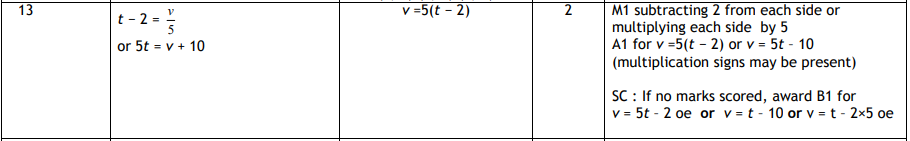 13
t - 2 = v/5
or 5t = v + 10
v =5(t - 2)
2
M1 subtracting 2 from each side or
multiplying each side by 5
A1 for v =5(t - 2) or v = 5t - 10
(multiplication signs may be present)
SC : If no marks scored, award B1 for
v = 5t - 2 oe or v = t - 10 or v = t - 2×5 oe